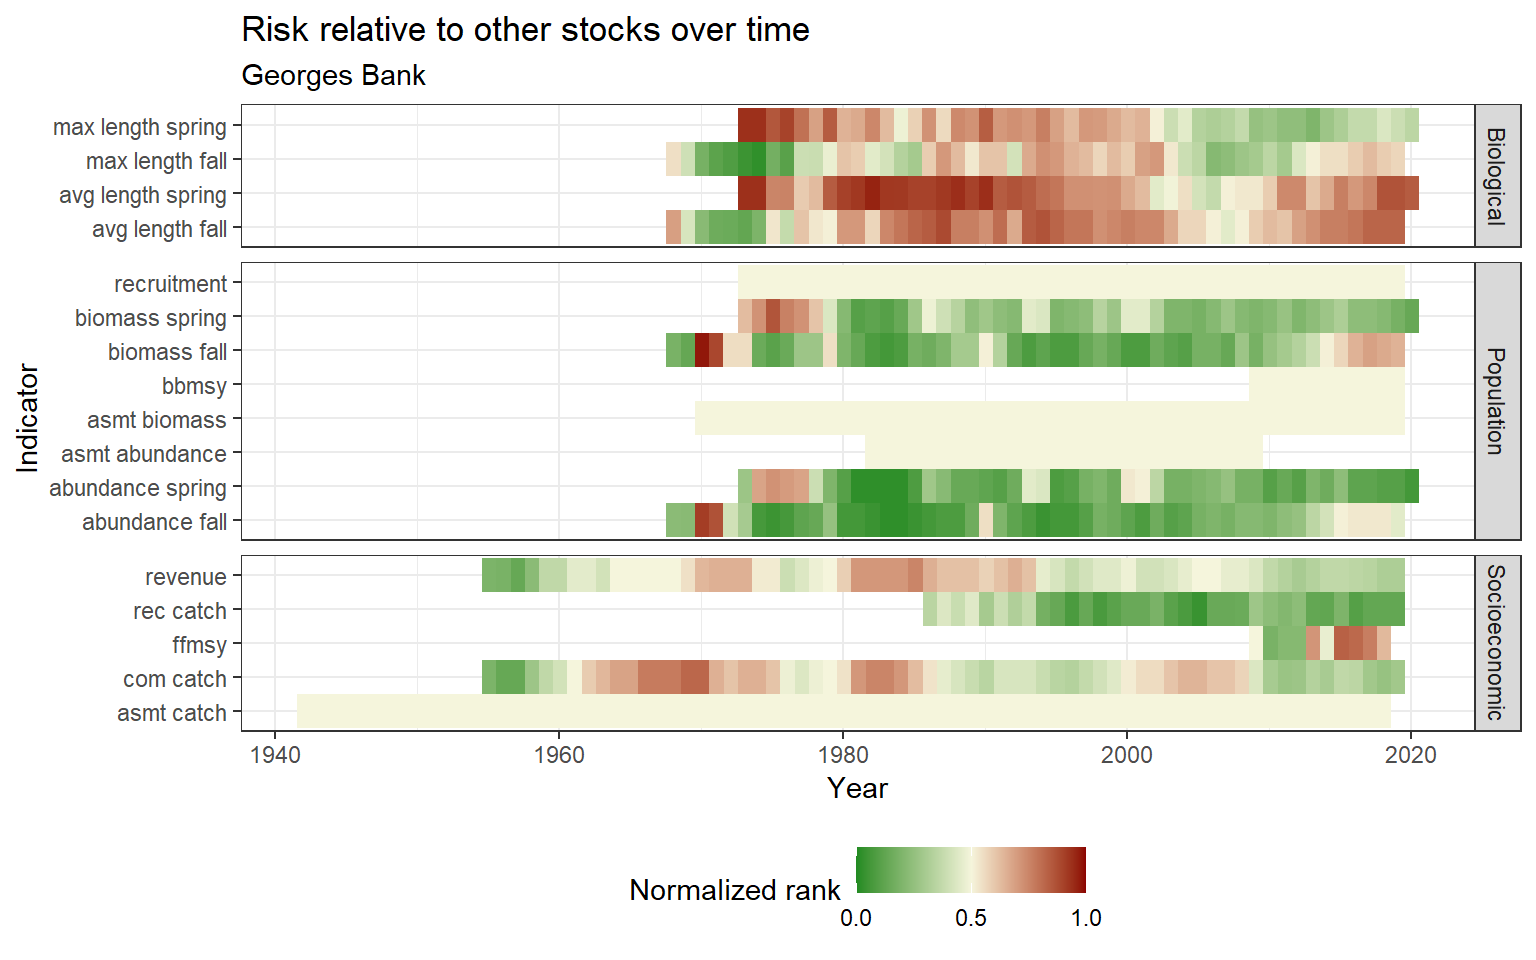 Risk relative to other stocks over time
Georges Bank
Indicator
max length spring
max length fall
avg length spring
avg length fall
Biological
recruitment
biomass spring
biomass fall
bbmsy
asmt biomass
asmt abundance
abundance spring
abundance fall
Population
revenue
rec catch
ffmsy
com catch
asmt catch
Socioeconomic
1940 1960 1980 2000 2020
Year
Normalized rank
0.0 0.5 1.0